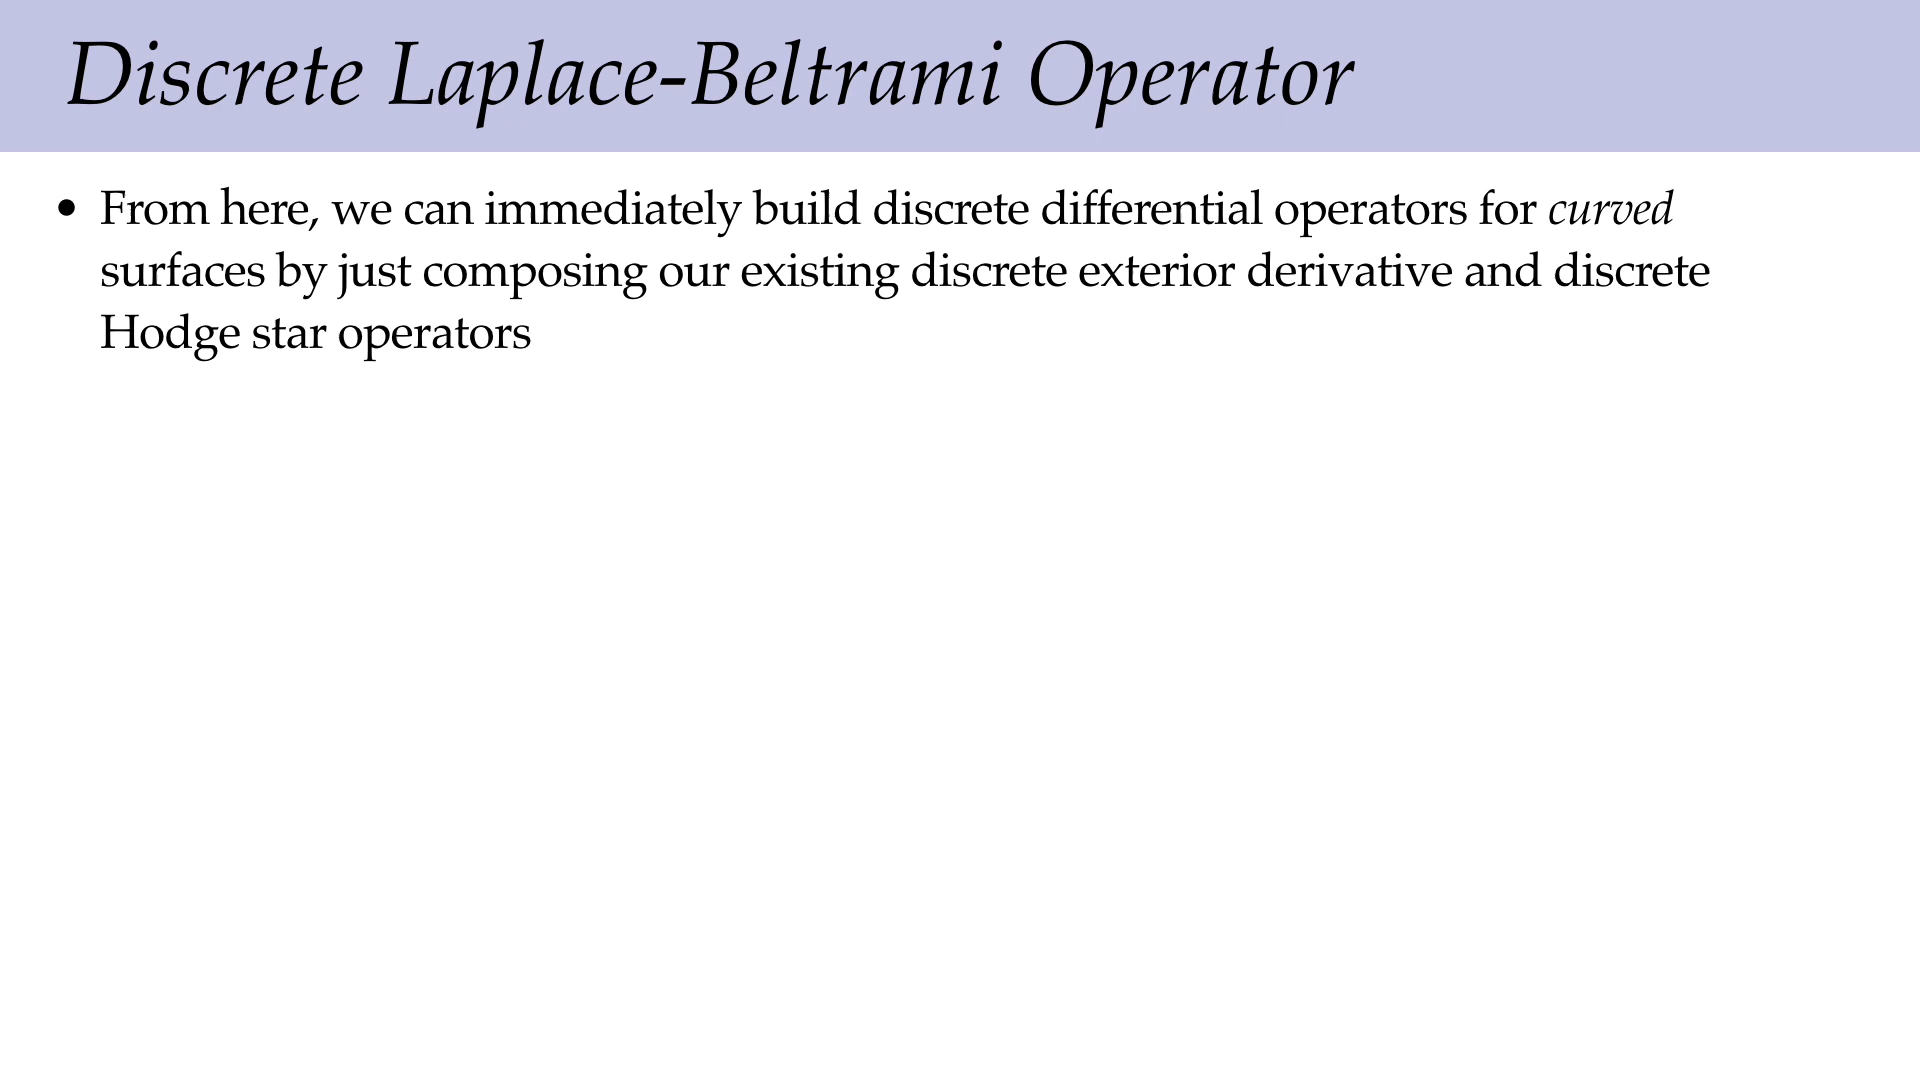 Discrete Laplace-Beltrami Operator
• From here, we can immediately build discrete differential operators for curved
surfaces by just composing our existing discrete exterior derivative and discrete
Hodge star operators